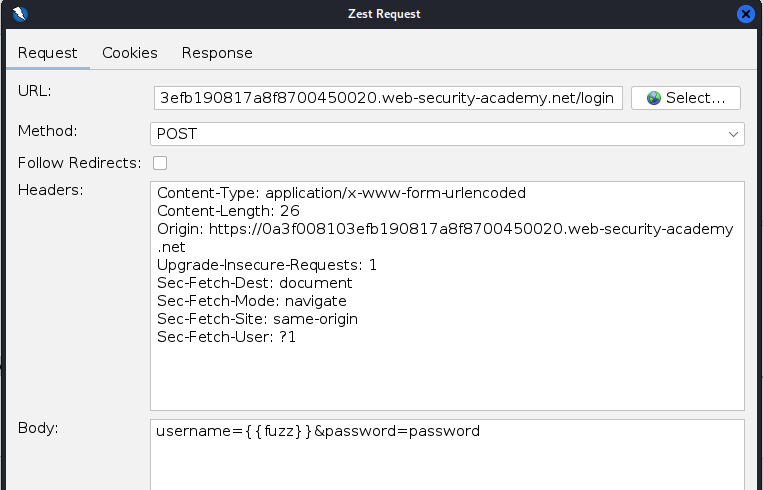 Zest Request
Request Cookies Response
URL: 3efb190817a8f8700450020.web-security-academy.net/login Select...
Method: POST
Follow Redirects:
Headers: Content-Type: application/x-www-form-urlencoded
Content-Length: 26
Origin: https://0a3f008103efb190817a8f8700450020.web-security-academy
.net
Upgrade-Insecure-Requests: 1
Sec-Fetch-Dest: document
Sec-Fetch-Mode: navigate
Sec-Fetch-Site: same-origin
Sec-Fetch-User: ?1
Body: username={{fuzz}}&password=password